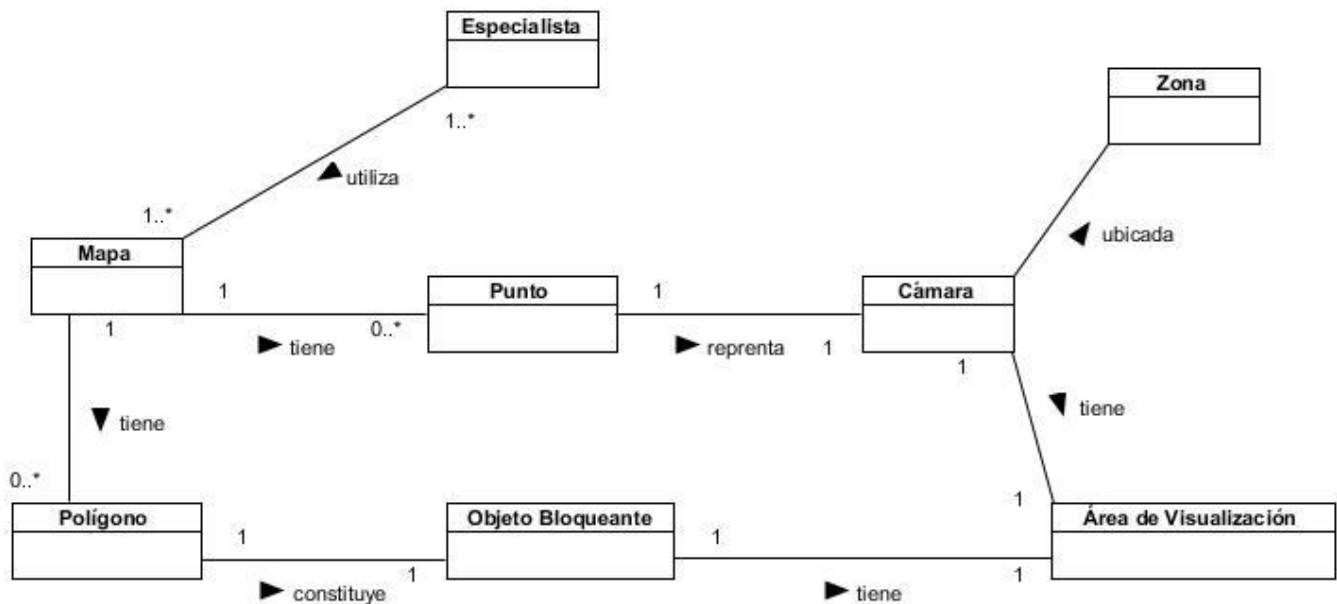 Especialista
Zona
1..*
utiliza
1..*
ubicada
Mapa
Punto
Cámara
1
1
1
0..*
tiene
reprenta
1
1
tiene
tiene
0..*
1
Polígono
Objeto Bloqueante
Área de Visualización
1
1
1
1
constituye
tiene